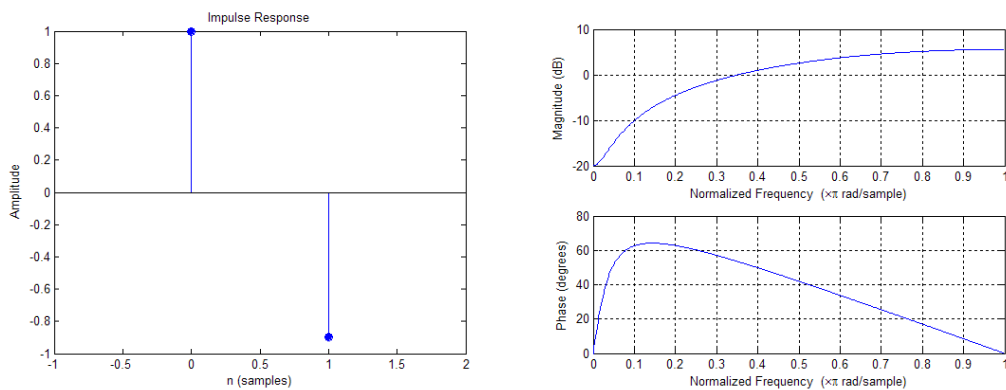 Impulse Response
Amplitude
1
0.8
0.6
0.4
0.2
0
-0.2
-0.4
-0.6
-0.8
-1
-1 -0.5 0 0.5 1 1.5 2
n (samples)
Magnitude (dB)
10
0
-10
-20
0 0.1 0.2 0.3 0.4 0.5 0.6 0.7 0.8 0.9 1
Normalized Frequency (×π rad/sample)
Phase (degrees)
80
60
40
20
0
0 0.1 0.2 0.3 0.4 0.5 0.6 0.7 0.8 0.9 1
Normalized Frequency (×π rad/sample)